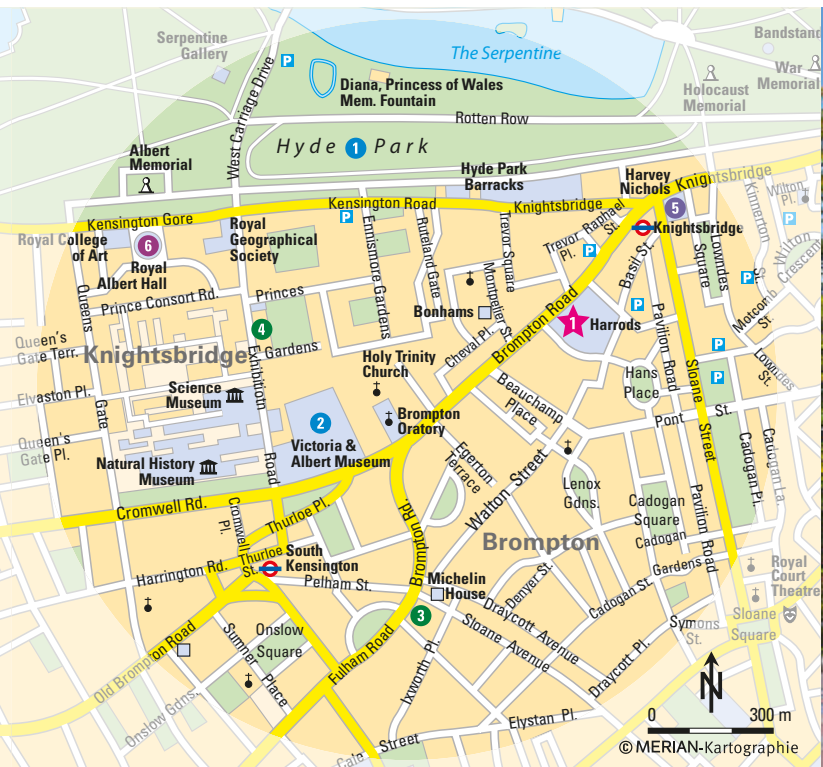 Serpentine
Gallery
P
The Serpentine
Bandstand
War
Memorial
Holocaust
Memorial
Diana, Princess of Wales
Mem. Fountain
West Carriage Drive
Rotten Row
Hyde 1 Park
Albert
Memorial
Hyde Park
Barracks
Harvey
Nichols
Knightsbridge
Kensington Road
Knightsbridge
5
Wilton Pl.
Kensington Gore
P
Royal College
of Art
6
Royal
Albert Hall
Royal
Geographical
Society
Ennismore Gardens
Ruteland Gate
Trevor Square
Trevor Pl.
Raphael St.
Knightsbridge
P
Basil St.
Lowndes Square
Kinnerton St.
P
Wilton Crescent
P
Prince Consort Rd.
Princes
Gardens
Queens
Gate
Montpelier St.
Bonhams
Brompton Road
P
1 Harrods
Pavilion Road
Metcomb St.
Queen's
Gate Terr.
Knightsbridge
4
Exhibitiotn
Road
Cheval Pl.
P
Lowndes St.
Holy Trinity
Church
Elvaston Pl.
Science
Museum
Hans
Place
P
Beauchamp
Place
Sloane
Street
Pont St.
2
Victoria &
Albert Museum
Brompton
Oratory
Queen's
Gate Pl.
Natural History
Museum
Egerton
Terrace
Walton Street
Lenox
Gdns.
Cadogan
Square
Cadogan Pl.
Cadogan La.
Cromwell Rd.
Cromwell
Pl.
Thurloe Pl.
Brompton Rd.
Brompton
Pavilion Road
Cadogan
Gardens
Thurloe
St.
South
Kensington
Harrington Rd.
Pelham St.
Michelin
House
Denyer St.
Cadogan St.
Royal
Court
Theatre
3
Draycott Avenue
Sloane Avenue
Symons
St.
Sloane
Square
Old Brompton Road
Sumner Place
Onslow
Square
Fulham Road
Ixworth Pl.
Draycott Pl.
Onslow Gdns.
Elystan Pl.
Cale Street
N
0 300 m
© MERIAN-Kartographie